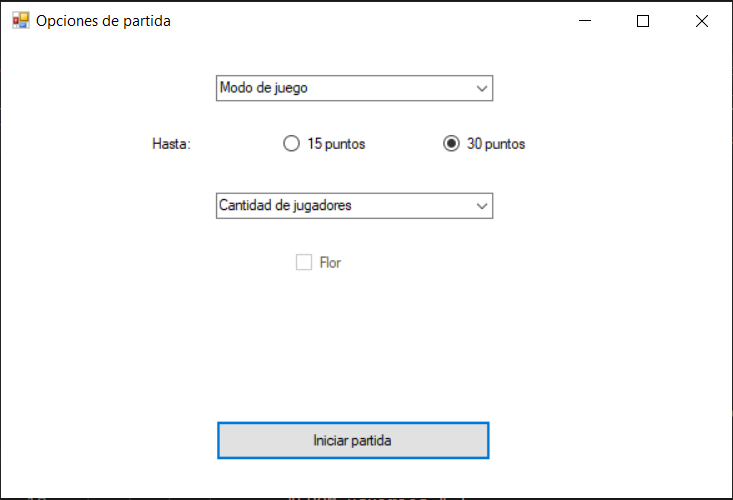 Opciones de partida
Modo de juego
Hasta: 15 puntos 30 puntos
Cantidad de jugadores
Flor
Iniciar partida